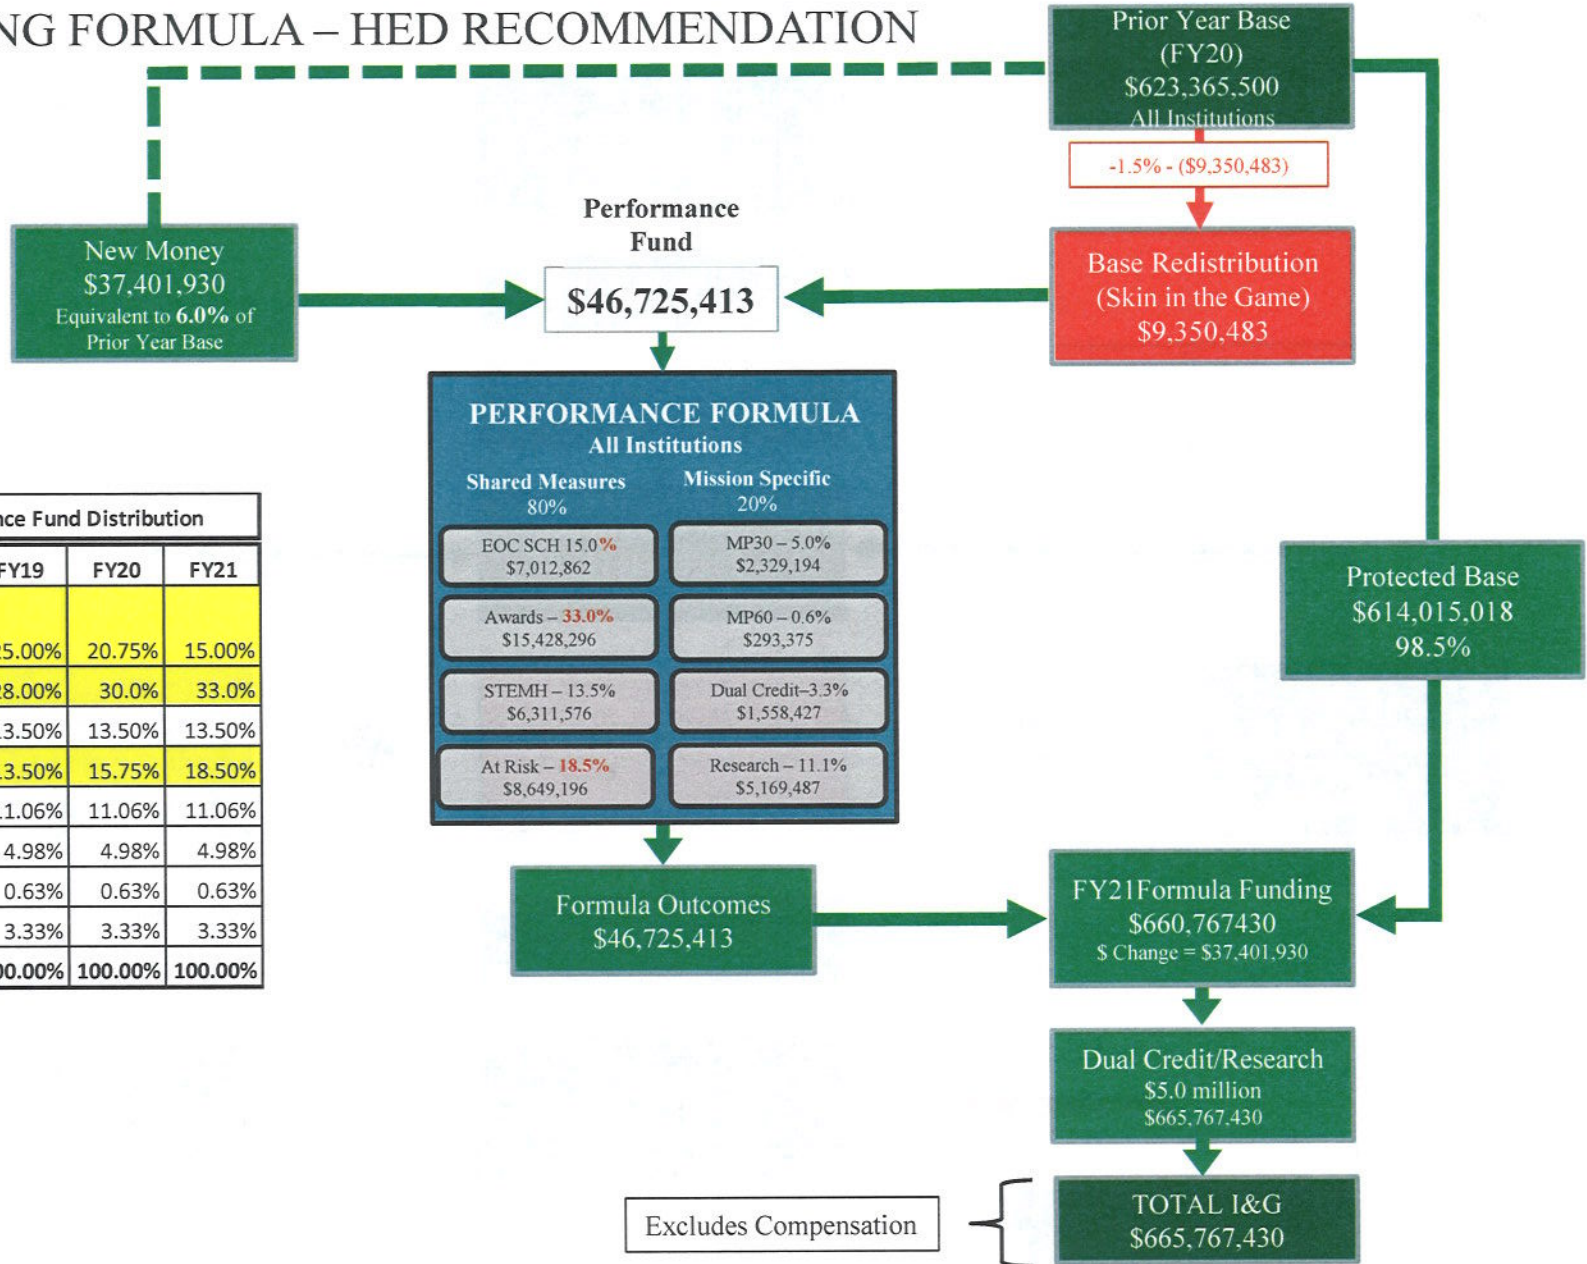 NG FORMULA – HED RECOMMENDATION
Prior Year Base
(FY20)
$623,365,500
All Institutions
-1.5% - ($9,350,483)
New Money
$37,401,930
Equivalent to 6.0% of
Prior Year Base
Performance
Fund
$46,725,413
Base Redistribution
(Skin in the Game)
$9,350,483
PERFORMANCE FORMULA
All Institutions
Shared Measures
80%
Mission Specific
20%
EOC SCH 15.0%
$7,012,862
MP30 – 5.0%
$2,329,194
Awards – 33.0%
$15,428,296
MP60 – 0.6%
$293,375
STEMH – 13.5%
$6,311,576
Dual Credit–3.3%
$1,558,427
At Risk – 18.5%
$8,649,196
Research – 11.1%
$5,169,487
nce Fund Distribution
FY19 FY20 FY21
25.00% 20.75% 15.00%
28.00% 30.0% 33.0%
13.50% 13.50% 13.50%
13.50% 15.75% 18.50%
11.06% 11.06% 11.06%
4.98% 4.98% 4.98%
0.63% 0.63% 0.63%
3.33% 3.33% 3.33%
00.00% 100.00% 100.00%
Protected Base
$614,015,018
98.5%
Formula Outcomes
$46,725,413
FY21Formula Funding
$660,767430
$ Change = $37,401,930
Dual Credit/Research
$5.0 million
$665,767,430
Excludes Compensation
TOTAL I&G
$665,767,430